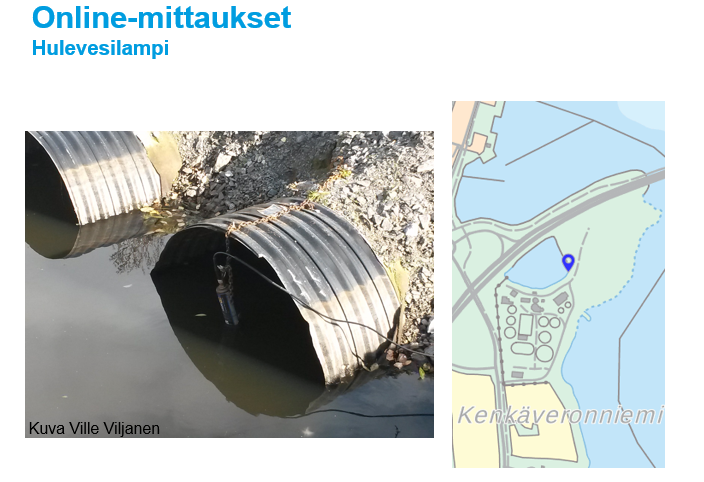 Online-mittaukset
Hulevesilampi
Kuva Ville Viljanen
Kenkäveronniemi